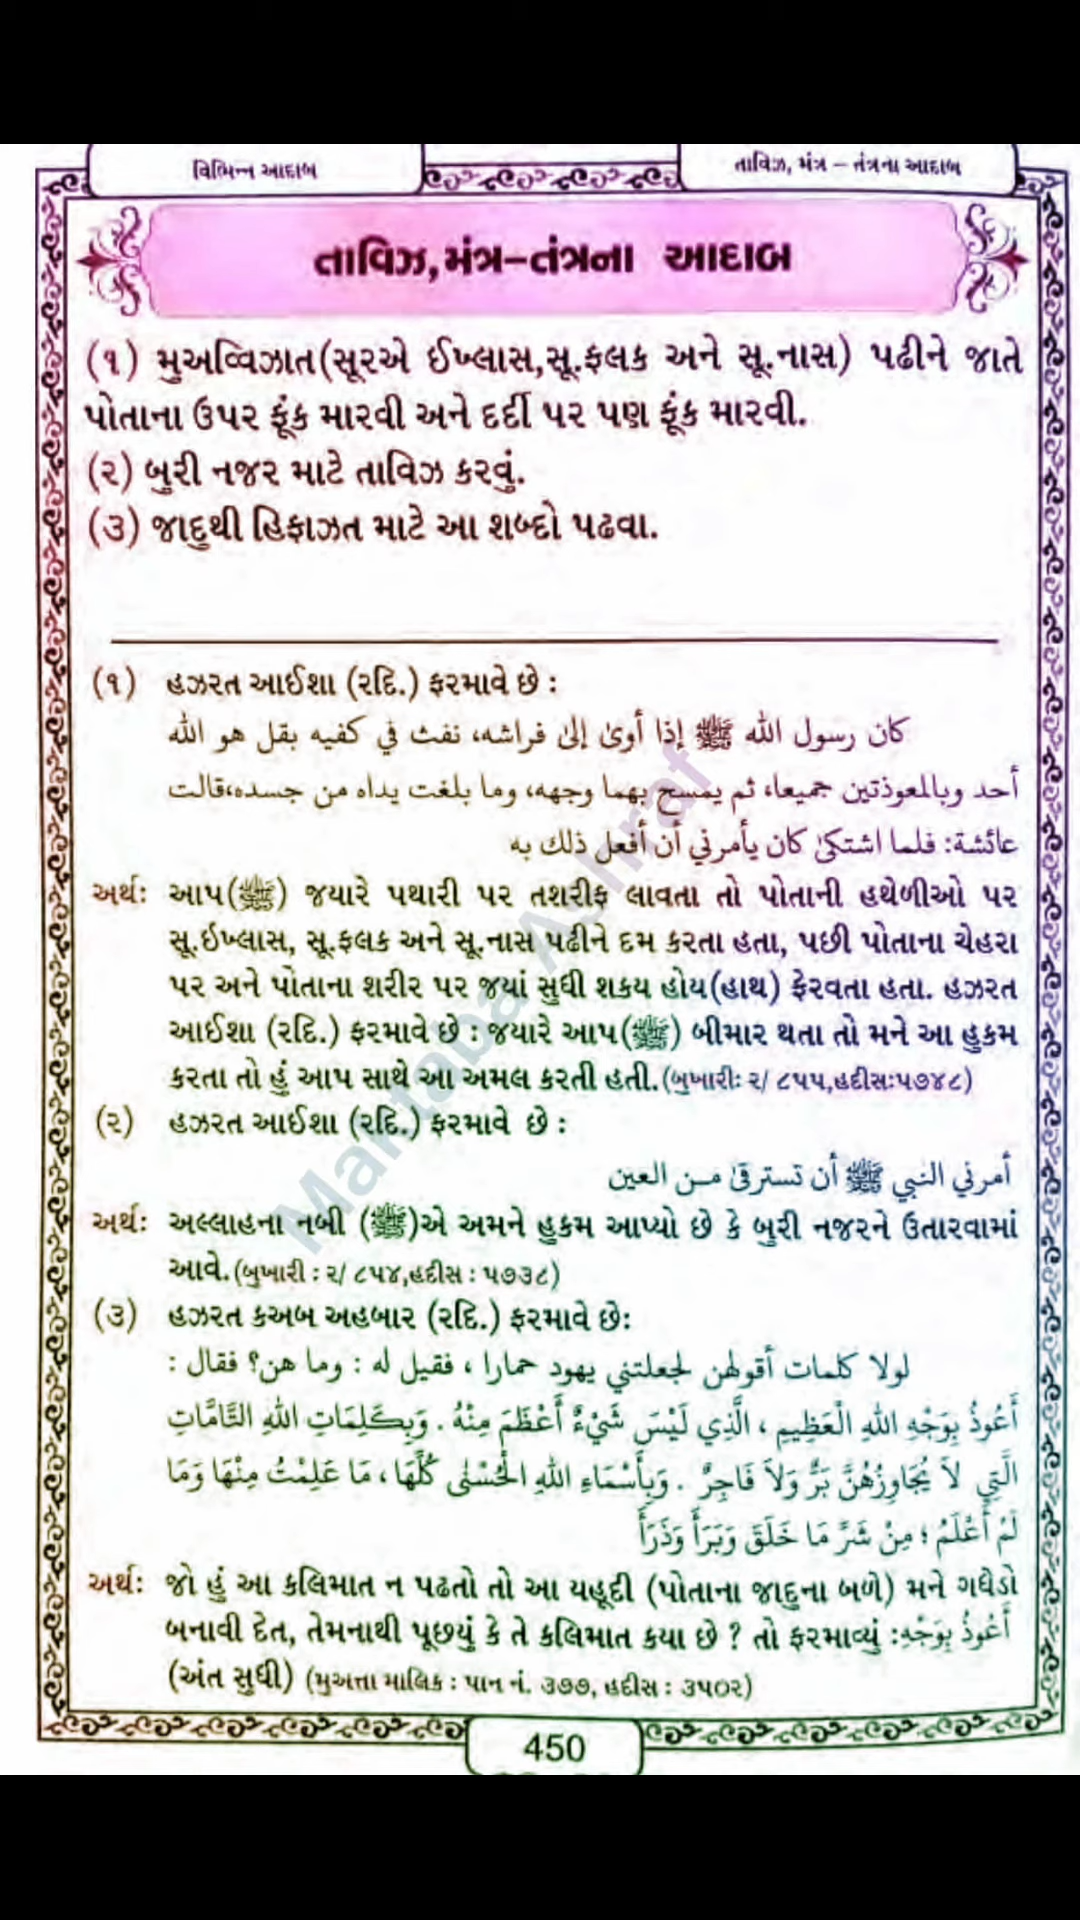 વિભિન્ન આદાબ
તાવિઝ, મંત્ર – તંત્રના આદાબ
તાવિઝ,મંત્ર–તંત્રના આદાબ
(૧) મુઅવ્વિઝાત(સૂરએ ઈખ્લાસ,સૂ.ફલક અને સૂ.નાસ) પઢીને જાતે
પોતાના ઉપર ફૂંક મારવી અને દર્દી પર પણ ફૂંક મારવી.
(૨) બુરી નજર માટે તાવિઝ કરવું.
(૩) જાદુથી હિફાઝત માટે આ શબ્દો પઢવા.
(૧) હઝરત આઈશા (રદિ.) ફરમાવે છે :
كان رسول الله ﷺ إذا أوى إلى فراشه، نفث في كفيه بقل هو الله
أحد وبالمعوذتين جميعا، ثم يمسح بهما وجهه، وما بلغت يداه من جسده،قالت
عائشة: فلما اشتكى كان يأمرني أن أفعل ذلك به
અર્થ: આપ(ﷺ) જયારે પથારી પર તશરીફ લાવતા તો પોતાની હથેળીઓ પર
સૂ.ઇખ્લાસ, સૂ.ફલક અને સૂ.નાસ પઢીને દમ કરતા હતા, પછી પોતાના ચેહરા
પર અને પોતાના શરીર પર જયાં સુધી શકય હોય(હાથ) ફેરવતા હતા. હઝરત
આઈશા (રદિ.) ફરમાવે છે : જયારે આપ(ﷺ) બીમાર થતા તો મને આ હુકમ
કરતા તો હું આપ સાથે આ અમલ કરતી હતી.(બુખારી: ૨/ ૮૫૫,હદીસ:૫૭૪૮)
(૨) હઝરત આઈશા (રદિ.) ફરમાવે છે :
أمرني النبي ﷺ أن تسترقى من العين
અર્થ: અલ્લાહના નબી (ﷺ)એ અમને હુકમ આપ્યો છે કે બુરી નજરને ઉતારવામાં
આવે.(બુખારી : ૨/ ૮૫૪,હદીસ : ૫૭૩૮)
(૩) હઝરત કઅબ અહબાર (રદિ.) ફરમાવે છે:
لولا كلمات أقولهن لجعلتني يهود حمارا ، فقيل له : وما هن؟ فقال :
أَعُوذُ بِوَجْهِ اللهِ الْعَظِيمِ ، الَّذِي لَيْسَ شَيْءٌ أَعْظَمَ مِنْهُ . وَبِكَلِمَاتِ اللهِ التَّامَّاتِ
الَّتِي لاَ يُجَاوِزُهُنَّ بَرٌّ وَلاَ فَاجِرٌ . وَبِأَسْمَاءِ اللهِ الْحُسْنٰى كُلِّهَا ، مَا عَلِمْتُ مِنْهَا وَمَا
لَمْ أَعْلَمُ ؛ مِنْ شَرِّ مَا خَلَقَ وَبَرَأَ وَذَرَأَ
અર્થ: જો હું આ કલિમાત ન પઢતો તો આ યહૂદી (પોતાના જાદુના બળે) મને ગધેડો
બનાવી દેત, તેમનાથી પૂછયું કે તે કલિમાત કયા છે ? તો ફરમાવ્યું :أَعُوذُ بِوَجْهِ
(અંત સુધી) (મુઅત્તા માલિક : પાન નં. ૩૭૭, હદીસ : ૩૫૦૨)
450
Maktaba Ashraf